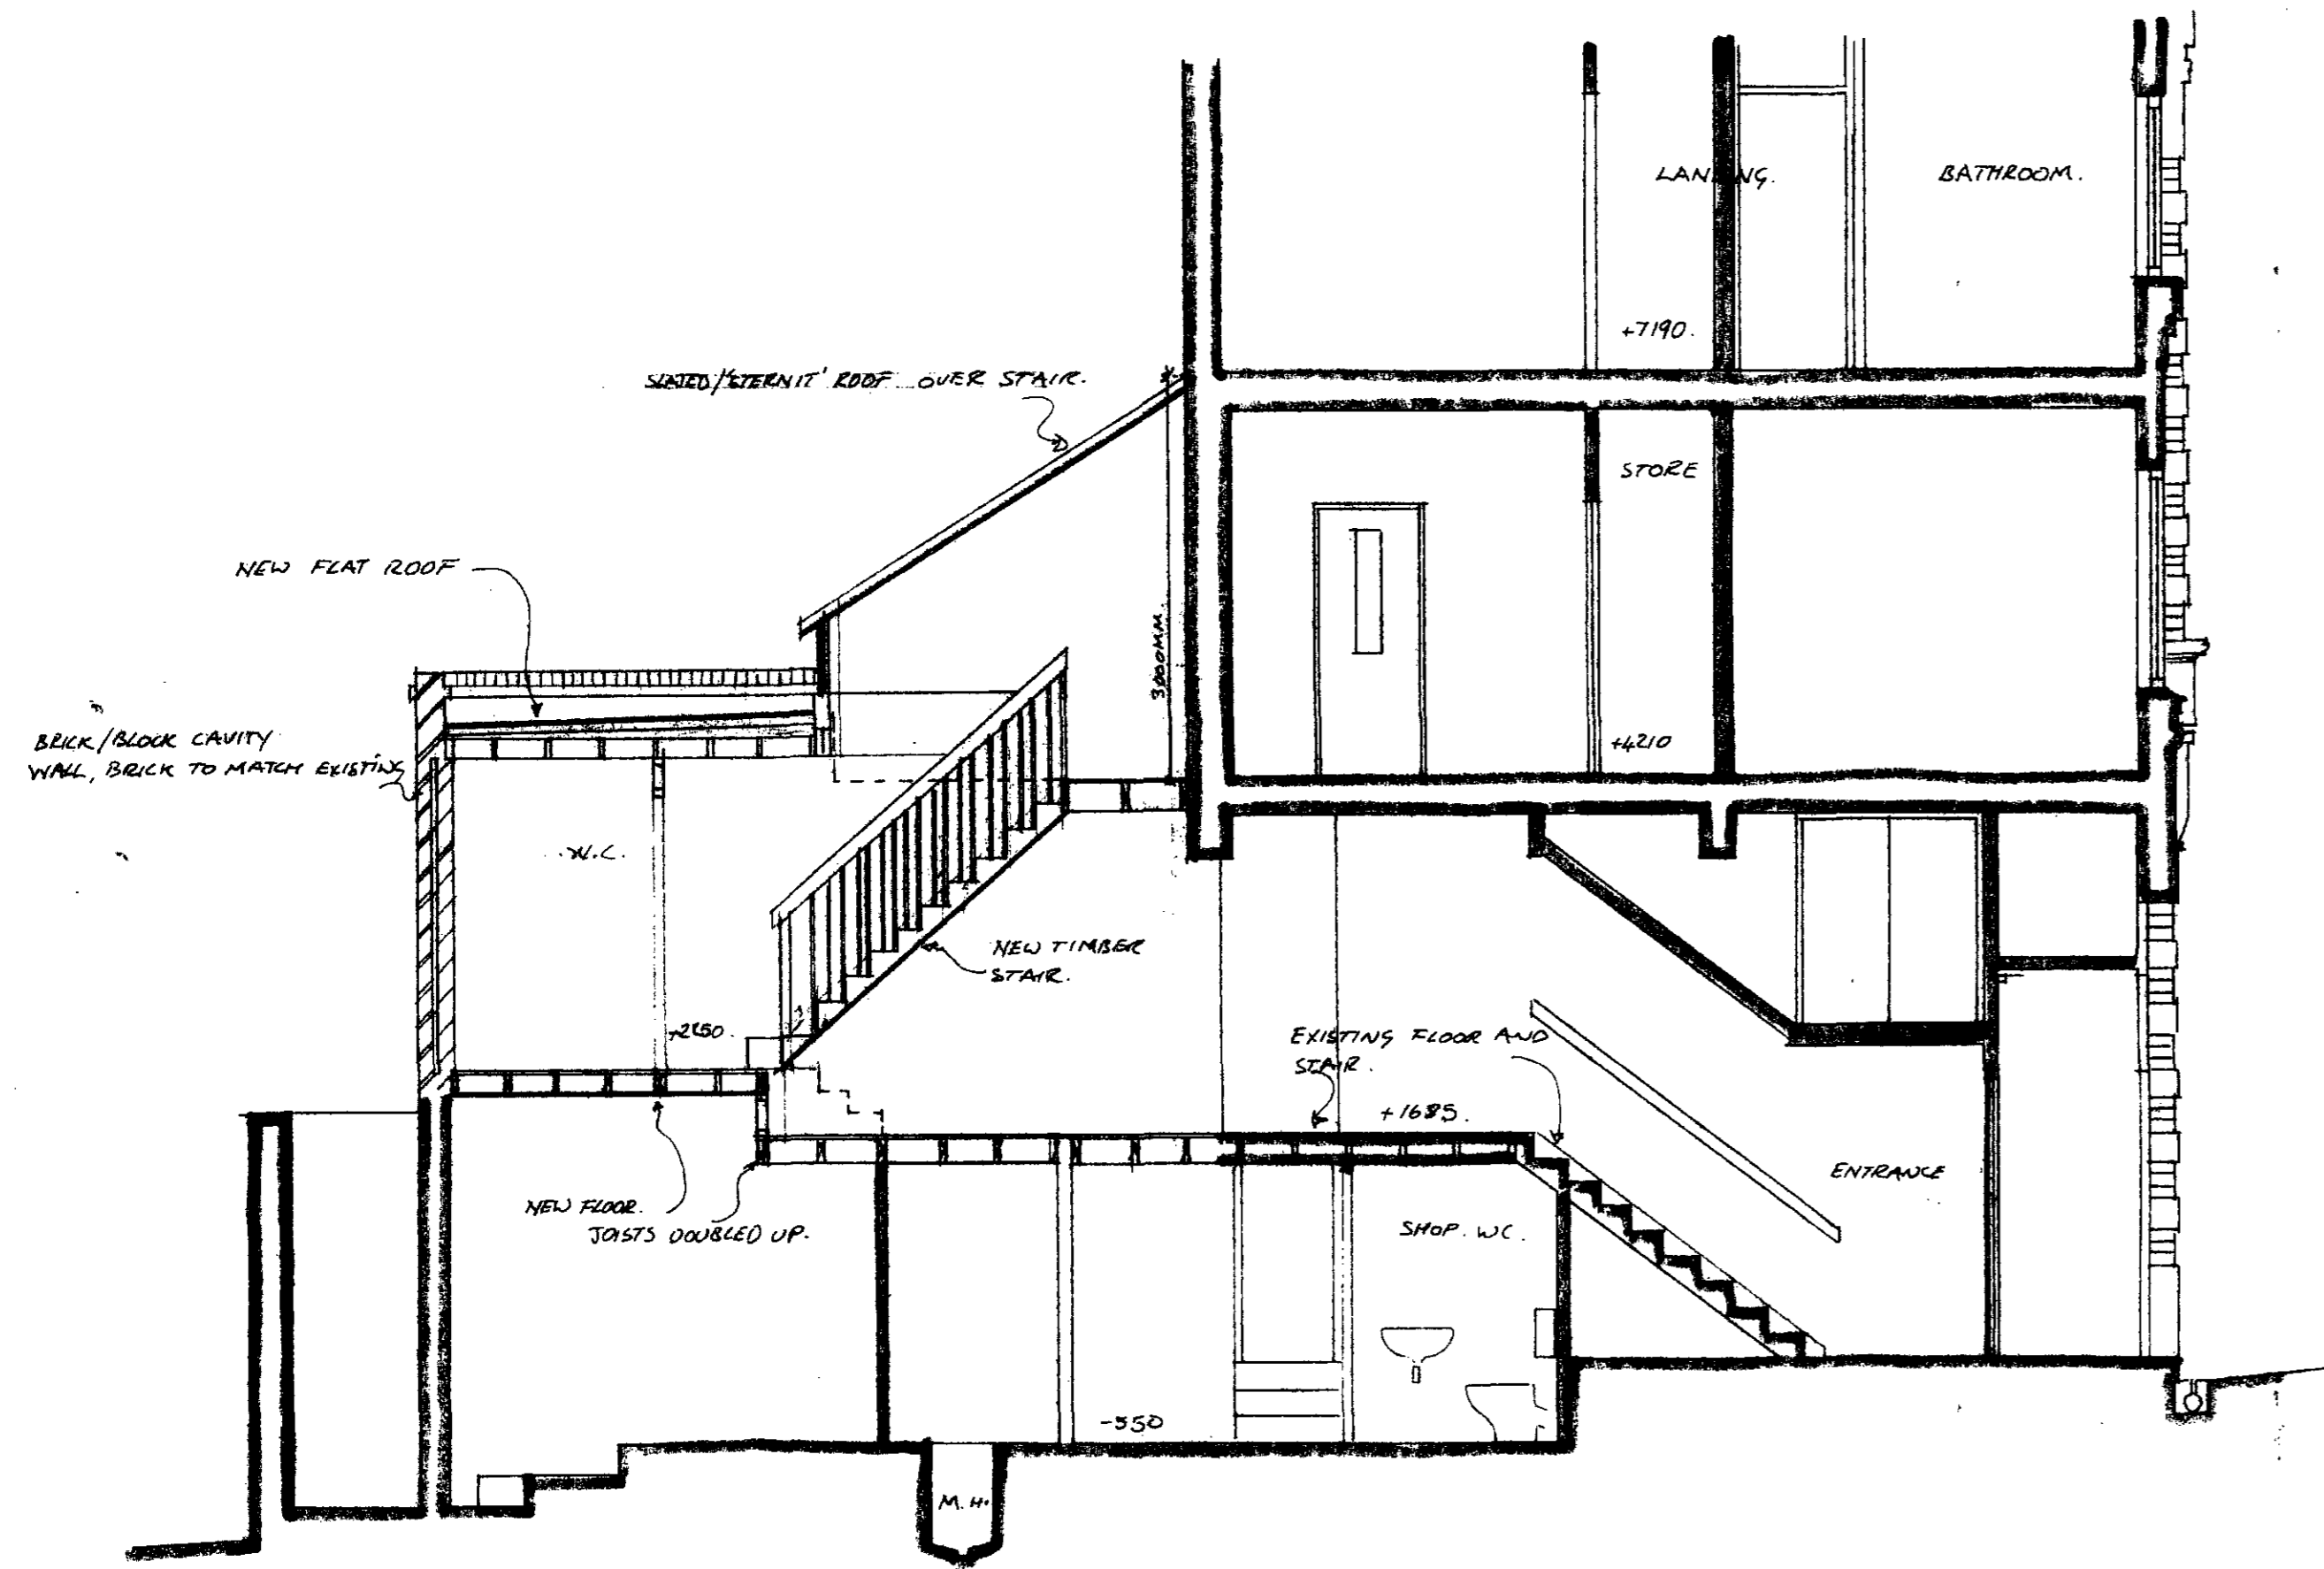 LANDING.
BATHROOM.
+7190.
SLATED/'ETERNIT' ROOF OVER STAIR.
STORE
NEW FLAT ROOF
3000MM
BRICK/BLOCK CAVITY
WALL, BRICK TO MATCH EXISTING
+4210
W.C.
NEW TIMBER
STAIR.
EXISTING FLOOR AND
STAIR.
+1685.
ENTRANCE
NEW FLOOR.
JOISTS DOUBLED UP.
SHOP. WC.
-550
M.H.